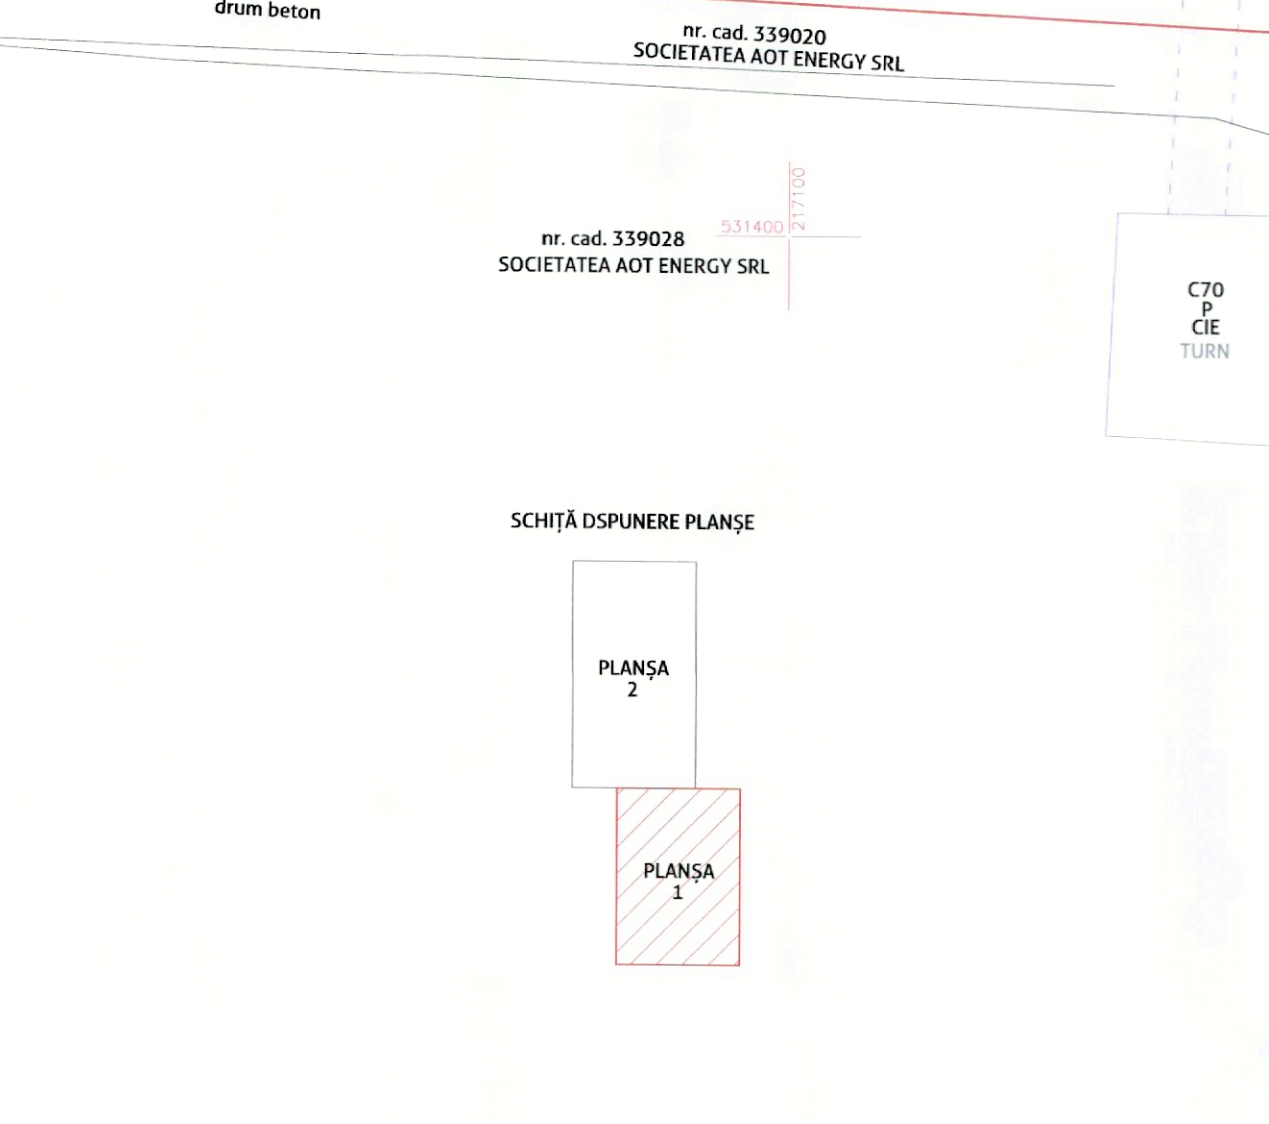 drum beton
nr. cad. 339020
SOCIETATEA AOT ENERGY SRL
217100
531400
nr. cad. 339028
SOCIETATEA AOT ENERGY SRL
C70
P
CIE
TURN
SCHIȚĂ DSPUNERE PLANȘE
PLANȘA
2
PLANȘA
1